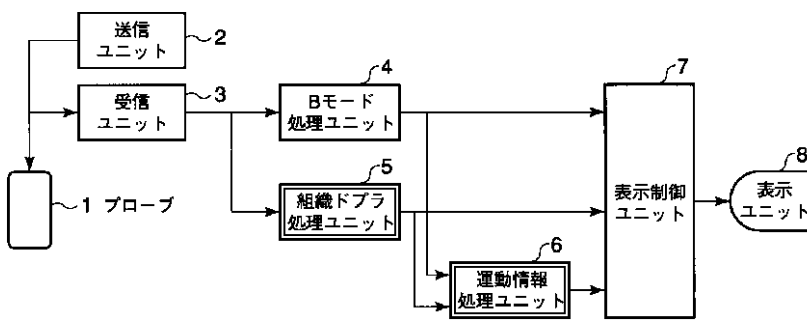 送信
ユニット
2
受信
ユニット
3
1 プローブ
Bモード
処理ユニット
4
組織ドプラ
処理ユニット
5
運動情報
処理ユニット
6
表示制御
ユニット
7
表示
ユニット
8